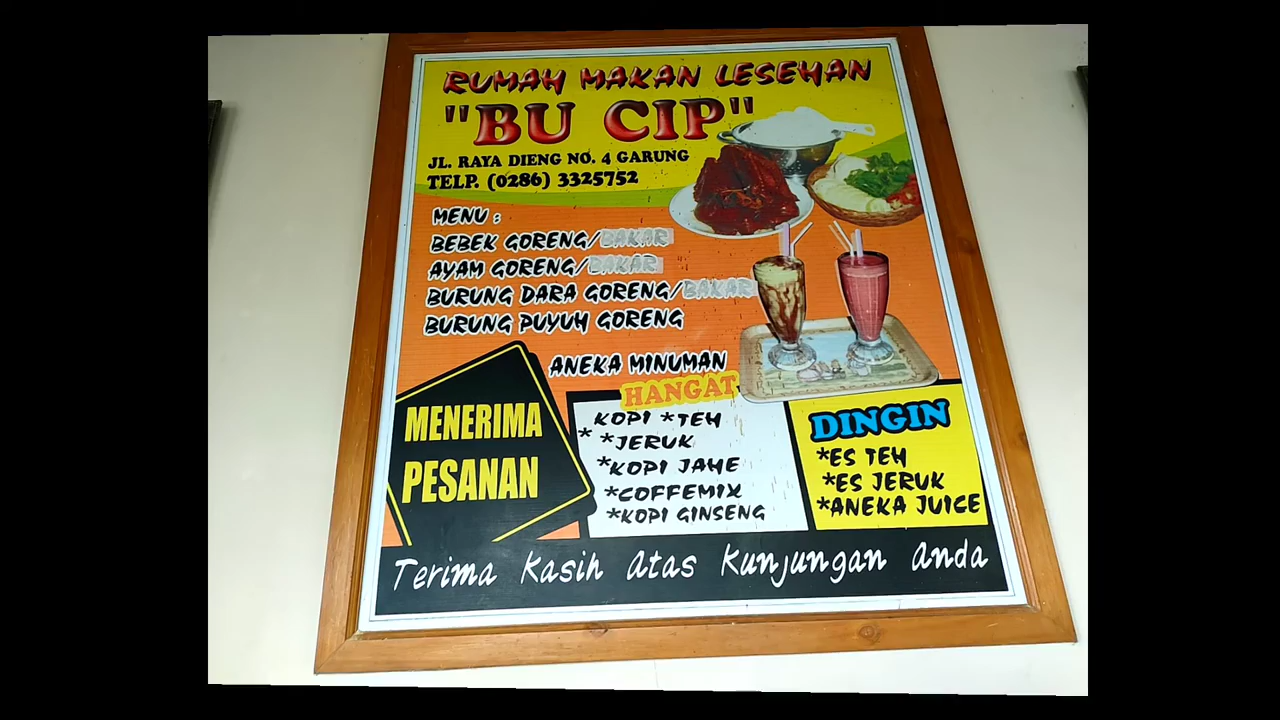 RUMAH MAKAN LESEHAN
"BU CIP"
JL. RAYA DIENG NO. 4 GARUNG
TELP. (0286) 3325752
MENU :
BEBEK GORENG/BAKAR
AYAM GORENG/BAKAR
BURUNG DARA GORENG/BAKAR
BURUNG PUYUH GORENG
ANEKA MINUMAN
HANGAT
KOPI *TEH
* *JERUK
*KOPI JAHE
*COFFEMIX
*KOPI GINSENG
DINGIN
*ES TEH
*ES JERUK
*ANEKA JUICE
MENERIMA
PESANAN
Terima Kasih Atas Kunjungan Anda